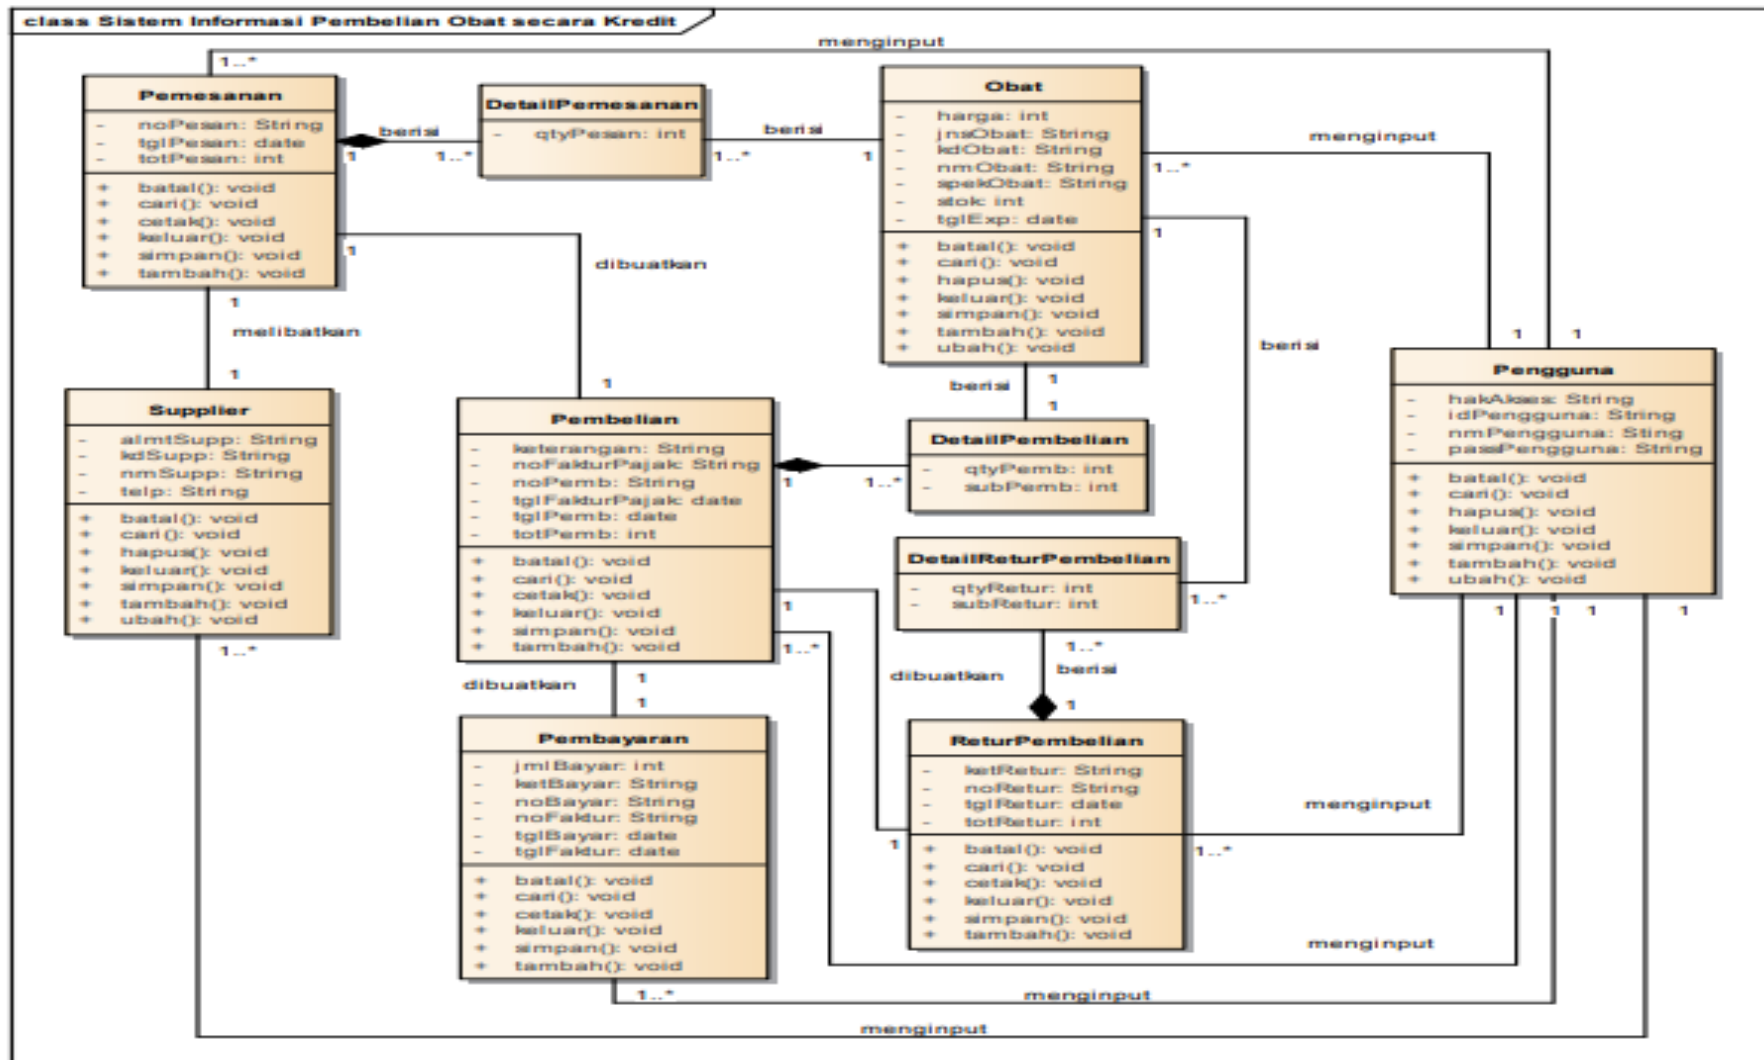 class Sistem Informasi Pembelian Obat secara Kredit
menginput
1..*
Pemesanan
- noPesan: String
- tglPesan: date
- totPesan: int
+ batal(): void
+ cari(): void
+ cetak(): void
+ keluar(): void
+ simpan(): void
+ tambah(): void
berisi
1
1..*
DetailPemesanan
- qtyPesan: int
berisi
1..*
1
Obat
- harga: int
- jnsObat: String
- kdObat: String
- nmObat: String
- spekObat: String
- stok: int
- tglExp: date
+ batal(): void
+ cari(): void
+ hapus(): void
+ keluar(): void
+ simpan(): void
+ tambah(): void
+ ubah(): void
menginput
1..*
1
1
dibuatkan
1
1
melibatkan
1
1
berisi
1
1
berisi
1
1
Supplier
- almtSupp: String
- kdSupp: String
- nmSupp: String
- telp: String
+ batal(): void
+ cari(): void
+ hapus(): void
+ keluar(): void
+ simpan(): void
+ tambah(): void
+ ubah(): void
1..*
Pembelian
- keterangan: String
- noFakturPajak: String
- noPemb: String
- tglFakturPajak: date
- tglPemb: date
- totPemb: int
+ batal(): void
+ cari(): void
+ cetak(): void
+ keluar(): void
+ simpan(): void
+ tambah(): void
1
1..*
DetailPembelian
- qtyPemb: int
- subPemb: int
Pengguna
- hakAkses: String
- idPengguna: String
- nmPengguna: Sting
- passPengguna: String
+ batal(): void
+ cari(): void
+ hapus(): void
+ keluar(): void
+ simpan(): void
+ tambah(): void
+ ubah(): void
1
1
1
1
DetailReturPembelian
- qtyRetur: int
- subRetur: int
1..*
1
1..*
1..*
berisi
1
dibuatkan
dibuatkan
1
1
Pembayaran
- jmlBayar: int
- ketBayar: String
- noBayar: String
- noFaktur: String
- tglBayar: date
- tglFaktur: date
+ batal(): void
+ cari(): void
+ cetak(): void
+ keluar(): void
+ simpan(): void
+ tambah(): void
1..*
ReturPembelian
- ketRetur: String
- noRetur: String
- tglRetur: date
- totRetur: int
+ batal(): void
+ cari(): void
+ cetak(): void
+ keluar(): void
+ simpan(): void
+ tambah(): void
1
1..*
menginput
menginput
menginput
menginput